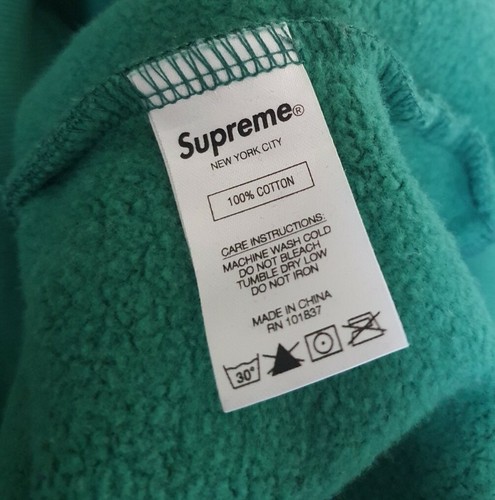 Supreme®
NEW YORK CITY
100% COTTON
CARE INSTRUCTIONS:
MACHINE WASH COLD
DO NOT BLEACH
TUMBLE DRY LOW
DO NOT IRON
MADE IN CHINA
RN 101837
30°